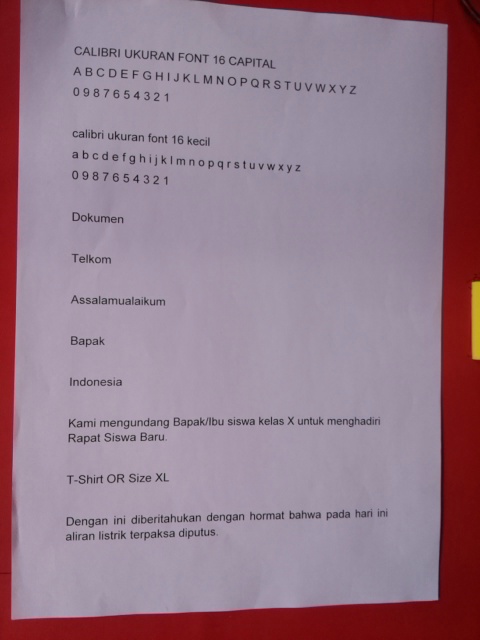 CALIBRI UKURAN FONT 16 CAPITAL
A B C D E F G H I J K L M N O P Q R S T U V W X Y Z
0 9 8 7 6 5 4 3 2 1
calibri ukuran font 16 kecil
a b c d e f g h i j k l m n o p q r s t u v w x y z
0 9 8 7 6 5 4 3 2 1
Dokumen
Telkom
Assalamualaikum
Bapak
Indonesia
Kami mengundang Bapak/Ibu siswa kelas X untuk menghadiri
Rapat Siswa Baru.
T-Shirt OR Size XL
Dengan ini diberitahukan dengan hormat bahwa pada hari ini
aliran listrik terpaksa diputus.